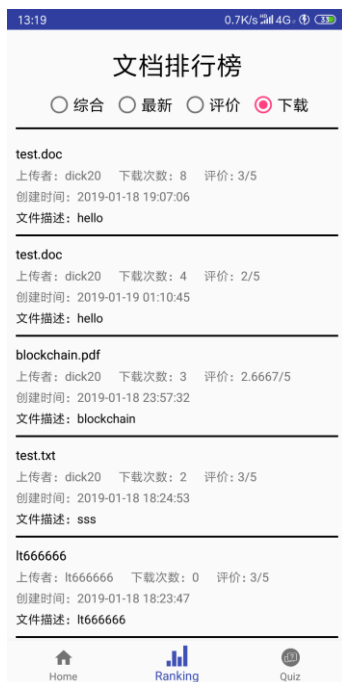 13:19 0.7K/s 4G 33
文档排行榜
综合 最新 评价 下载
test.doc
上传者：dick20 下载次数：8 评价：3/5
创建时间：2019-01-18 19:07:06
文件描述：hello
test.doc
上传者：dick20 下载次数：4 评价：2/5
创建时间：2019-01-19 01:10:45
文件描述：hello
blockchain.pdf
上传者：dick20 下载次数：3 评价：2.6667/5
创建时间：2019-01-18 23:57:32
文件描述：blockchain
test.txt
上传者：dick20 下载次数：2 评价：3/5
创建时间：2019-01-18 18:24:53
文件描述：sss
lt666666
上传者：lt666666 下载次数：0 评价：3/5
创建时间：2019-01-18 18:23:47
文件描述：lt666666
Home Ranking Quiz